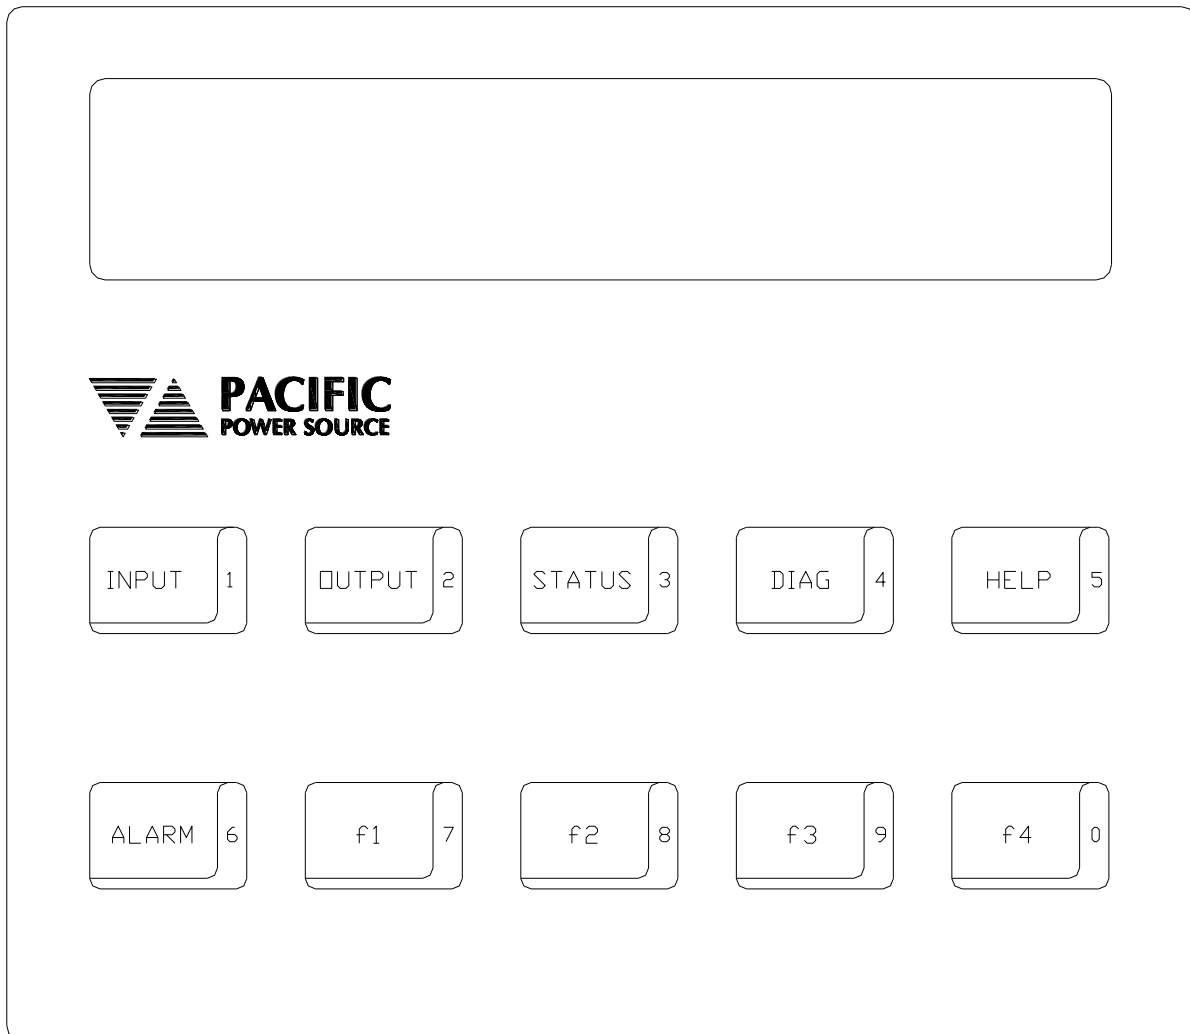 PACIFIC
POWER SOURCE
INPUT 1 OUTPUT 2 STATUS 3 DIAG 4 HELP 5
ALARM 6 f1 7 f2 8 f3 9 f4 0